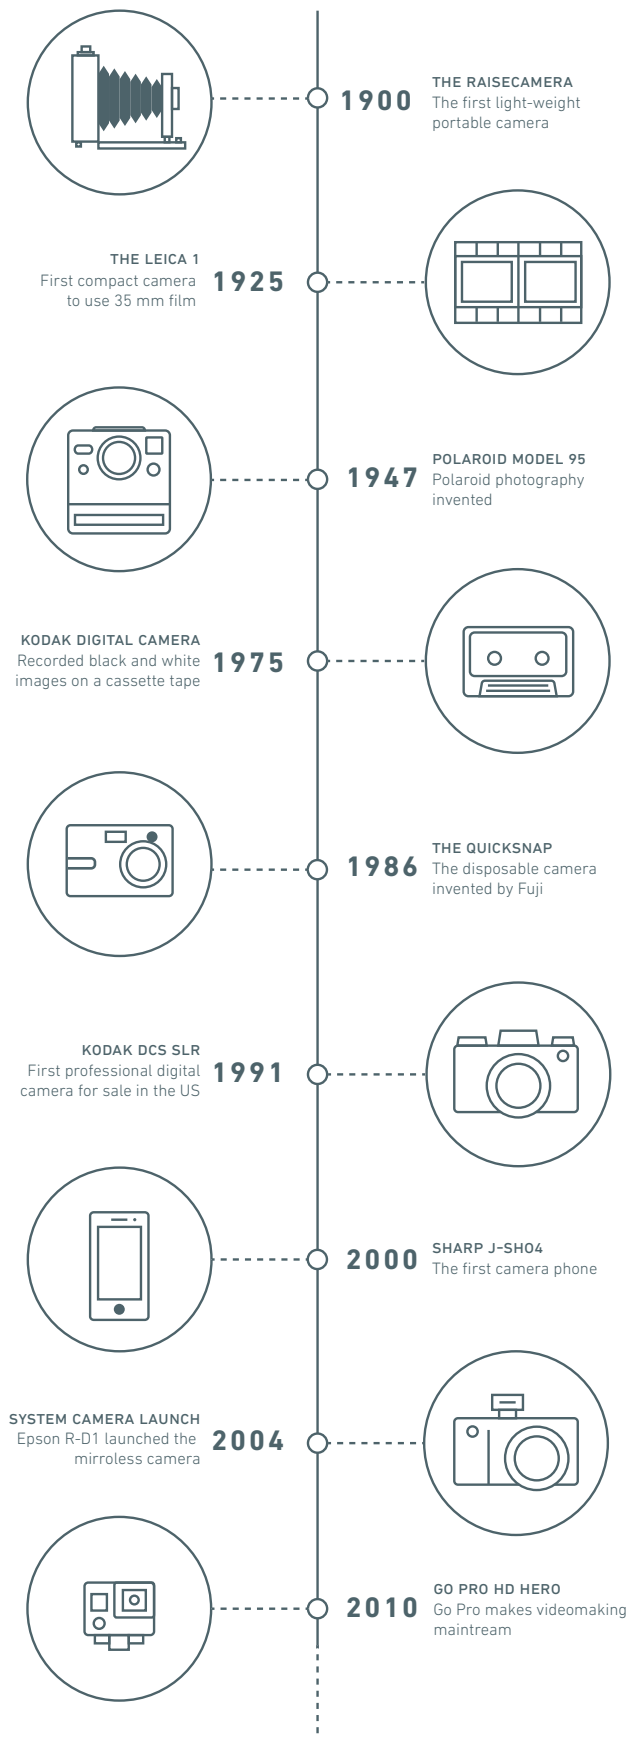 1900
THE RAISECAMERA
The first light-weight
portable camera
THE LEICA 1
First compact camera
to use 35 mm film
1925
1947
POLAROID MODEL 95
Polaroid photography
invented
KODAK DIGITAL CAMERA
Recorded black and white
images on a cassette tape
1975
1986
THE QUICKSNAP
The disposable camera
invented by Fuji
KODAK DCS SLR
First professional digital
camera for sale in the US
1991
2000
SHARP J-SH04
The first camera phone
SYSTEM CAMERA LAUNCH
Epson R-D1 launched the
mirroless camera
2004
2010
GO PRO HD HERO
Go Pro makes videomaking
maintream